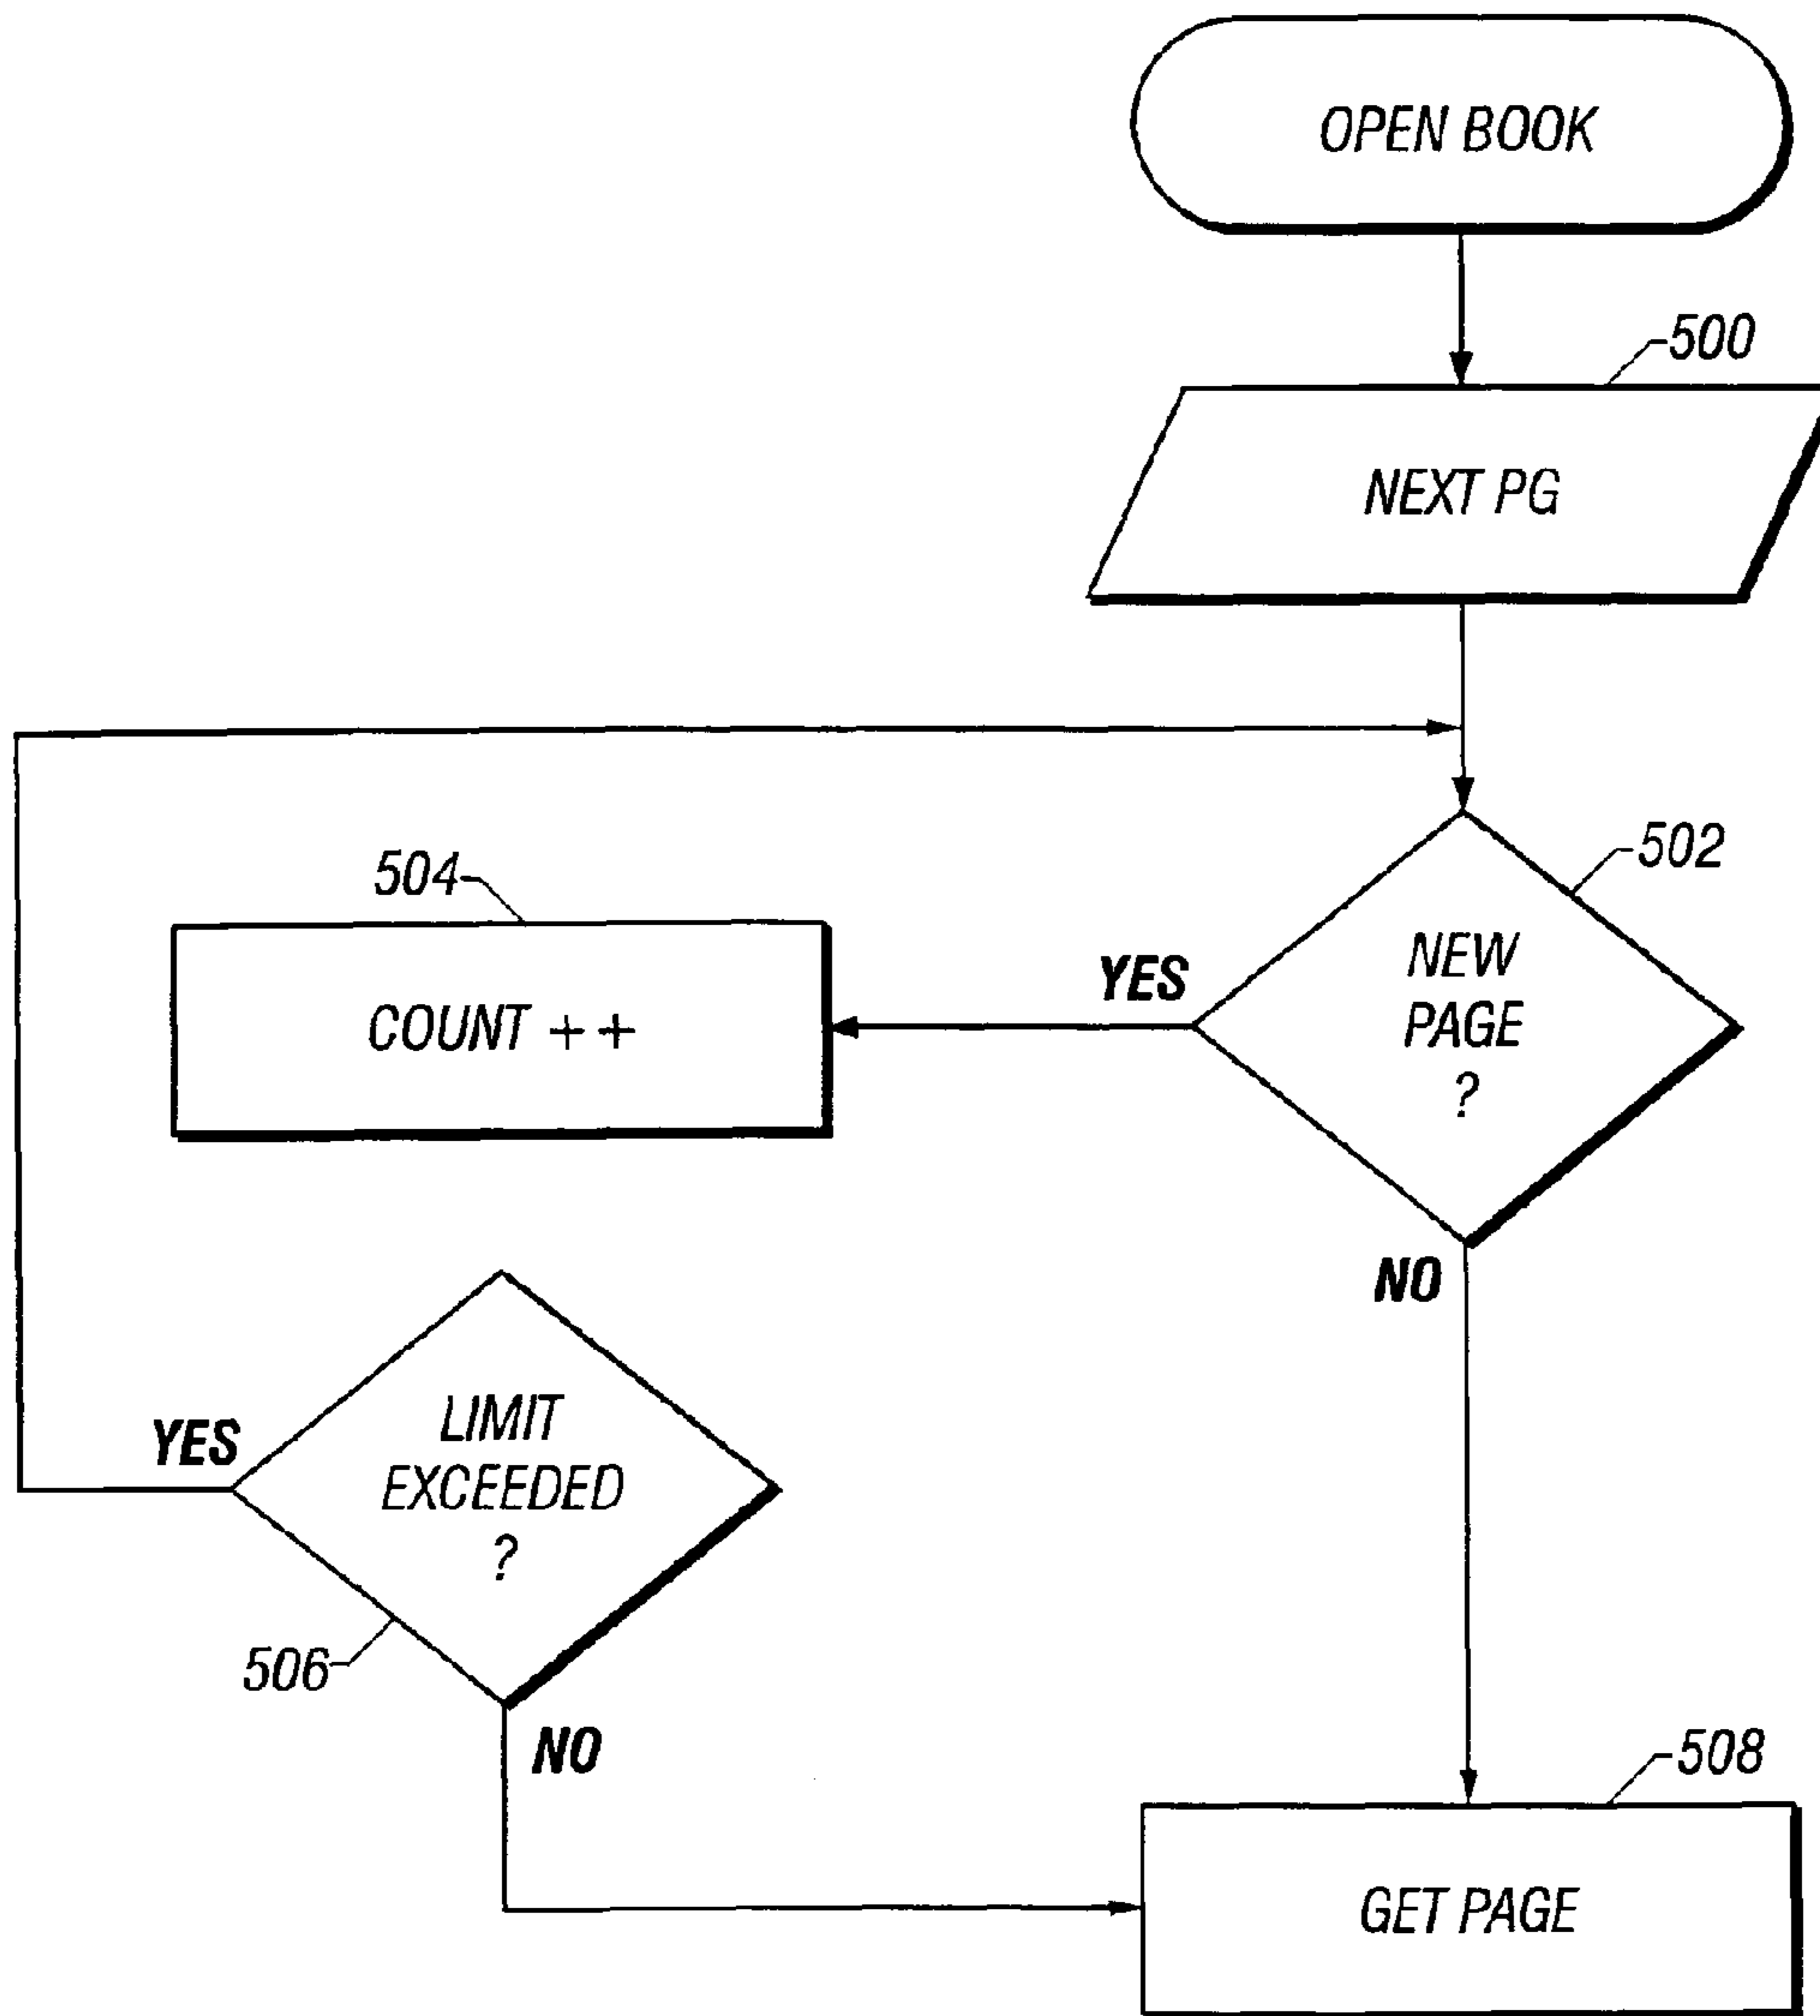 OPEN BOOK
500
NEXT PG
502
504
NEW
PAGE
?
YES
COUNT ++
NO
LIMIT
EXCEEDED
?
YES
506
NO
508
GET PAGE